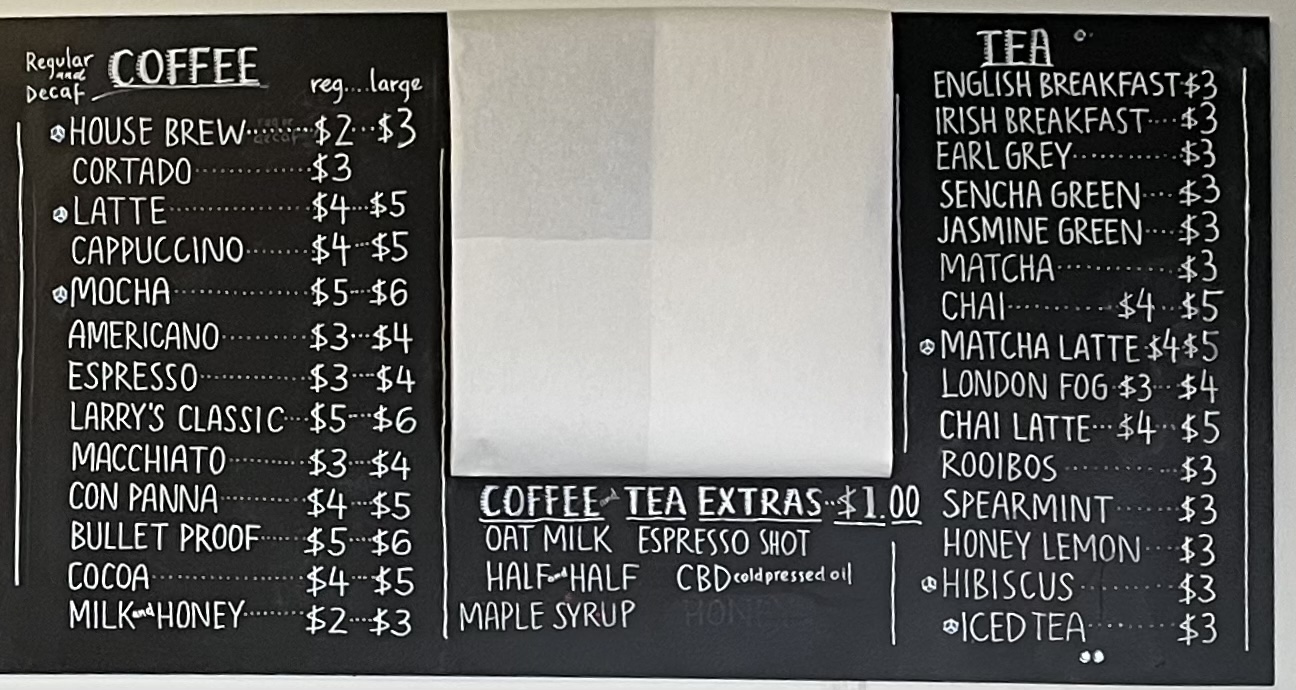 Regular and Decaf COFFEE
reg....large
HOUSE BREW $2 $3
CORTADO $3
LATTE $4 $5
CAPPUCCINO $4 $5
MOCHA $5 $6
AMERICANO $3 $4
ESPRESSO $3 $4
LARRY'S CLASSIC $5 $6
MACCHIATO $3 $4
CON PANNA $4 $5
BULLET PROOF $5 $6
COCOA $4 $5
MILK and HONEY $2 $3
COFFEE and TEA EXTRAS $1.00
OAT MILK ESPRESSO SHOT
HALF and HALF CBD cold pressed oil
MAPLE SYRUP HONEY
TEA
ENGLISH BREAKFAST $3
IRISH BREAKFAST $3
EARL GREY $3
SENCHA GREEN $3
JASMINE GREEN $3
MATCHA $3
CHAI $4 $5
MATCHA LATTE $4 $5
LONDON FOG $3 $4
CHAI LATTE $4 $5
ROOIBOS $3
SPEARMINT $3
HONEY LEMON $3
HIBISCUS $3
ICED TEA $3